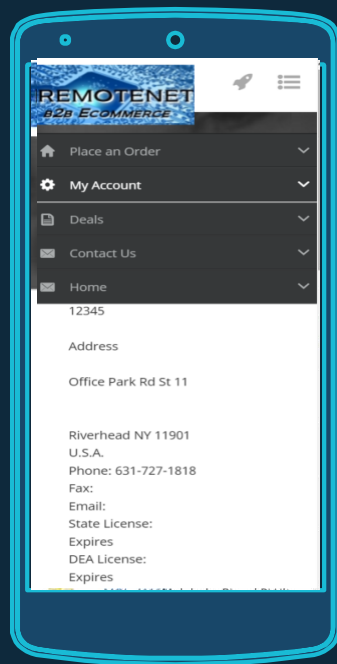 REMOTENET
B2B ECOMMERCE
Place an Order
My Account
Deals
Contact Us
Home
12345
Address
Office Park Rd St 11
Riverhead NY 11901
U.S.A.
Phone: 631-727-1818
Fax:
Email:
State License:
Expires
DEA License:
Expires